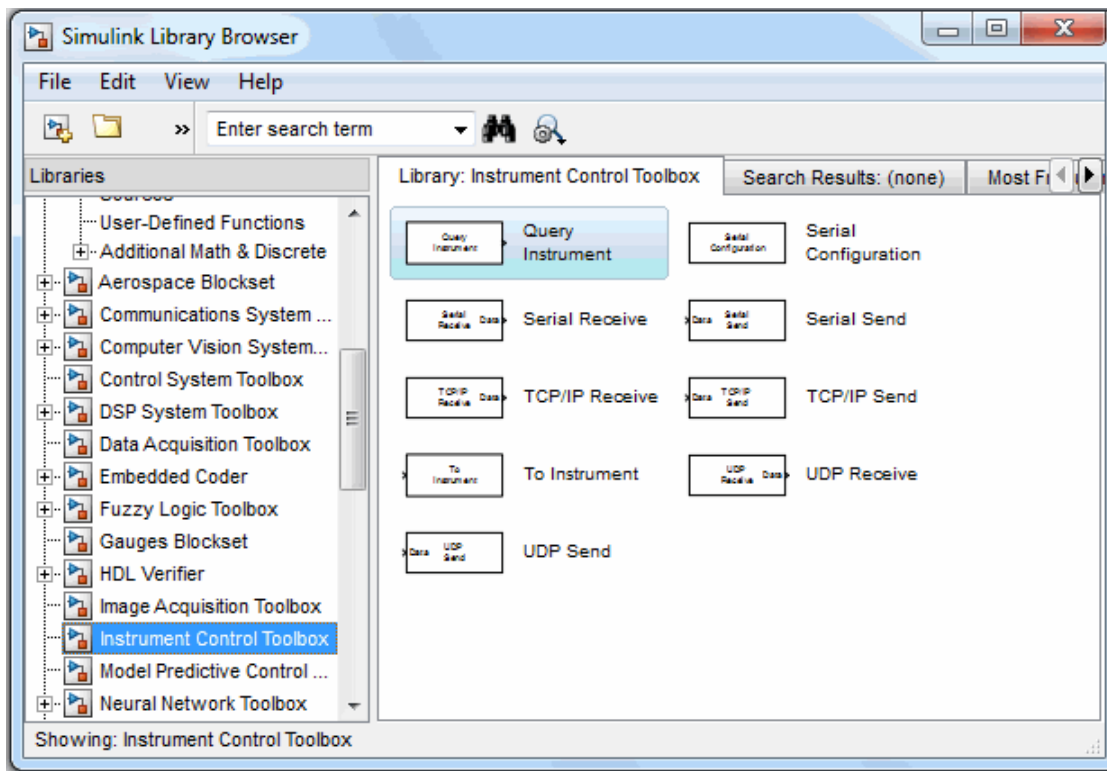 Simulink Library Browser
File Edit View Help
» Enter search term
Libraries
Library: Instrument Control Toolbox
Search Results: (none)
Most
User-Defined Functions
Additional Math & Discrete
Aerospace Blockset
Communications System ...
Computer Vision System...
Control System Toolbox
DSP System Toolbox
Data Acquisition Toolbox
Embedded Coder
Fuzzy Logic Toolbox
Gauges Blockset
HDL Verifier
Image Acquisition Toolbox
Instrument Control Toolbox
Model Predictive Control ...
Neural Network Toolbox
Query
Instrument
Query
Instrument
Serial
Configuration
Serial
Configuration
Serial
Receive Data
Serial Receive
Data Serial
Send
Serial Send
TCP/IP
Receive Data
TCP/IP Receive
Data TCP/IP
Send
TCP/IP Send
To
Instrument
To Instrument
UDP
Receive Data
UDP Receive
Data UDP
Send
UDP Send
Showing: Instrument Control Toolbox